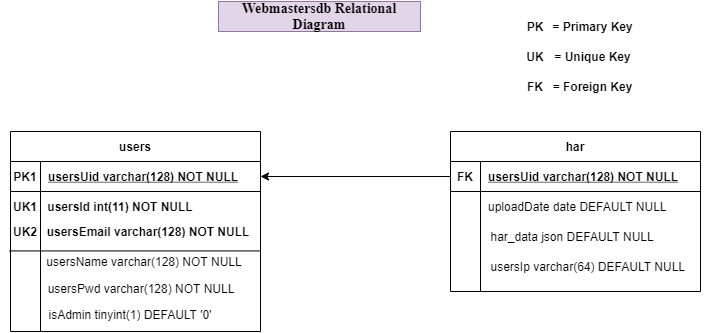 Webmastersdb Relational
Diagram
PK = Primary Key
UK = Unique Key
FK = Foreign Key
users
PK1 usersUid varchar(128) NOT NULL
UK1 usersId int(11) NOT NULL
UK2 usersEmail varchar(128) NOT NULL
usersName varchar(128) NOT NULL
usersPwd varchar(128) NOT NULL
isAdmin tinyint(1) DEFAULT '0'
har
FK usersUid varchar(128) NOT NULL
uploadDate date DEFAULT NULL
har_data json DEFAULT NULL
usersIp varchar(64) DEFAULT NULL